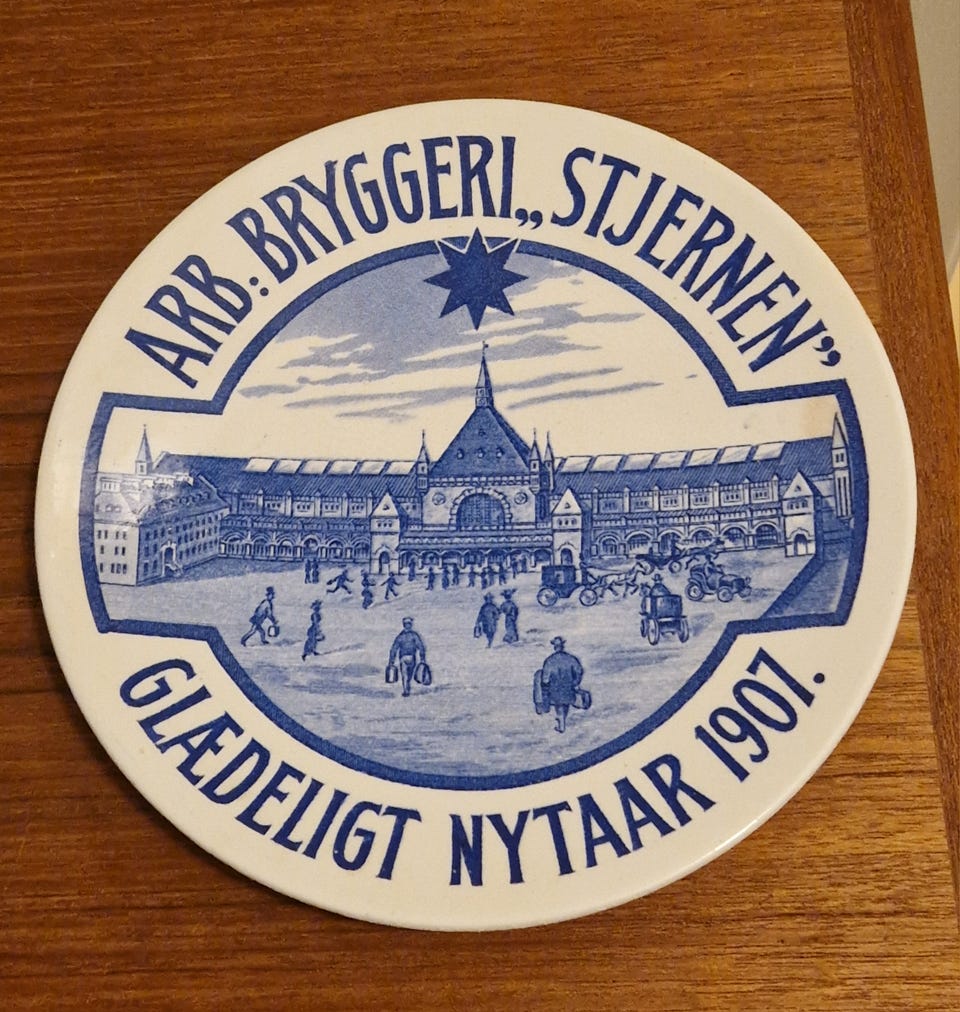 ARB: BRYGGERI „STJERNEN”
GLÆDELIGT NYTAAR 1907.